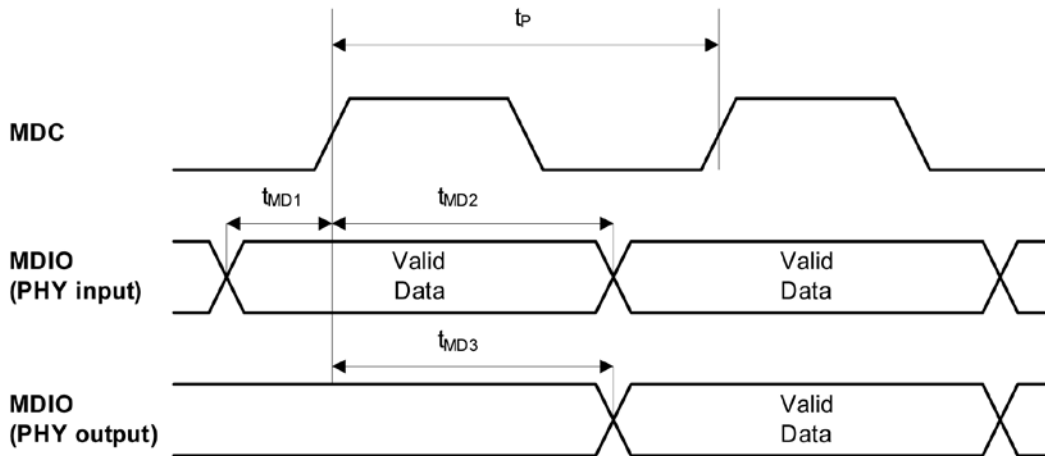 tP
MDC
tMD1
tMD2
MDIO
(PHY input)
Valid
Data
Valid
Data
tMD3
MDIO
(PHY output)
Valid
Data